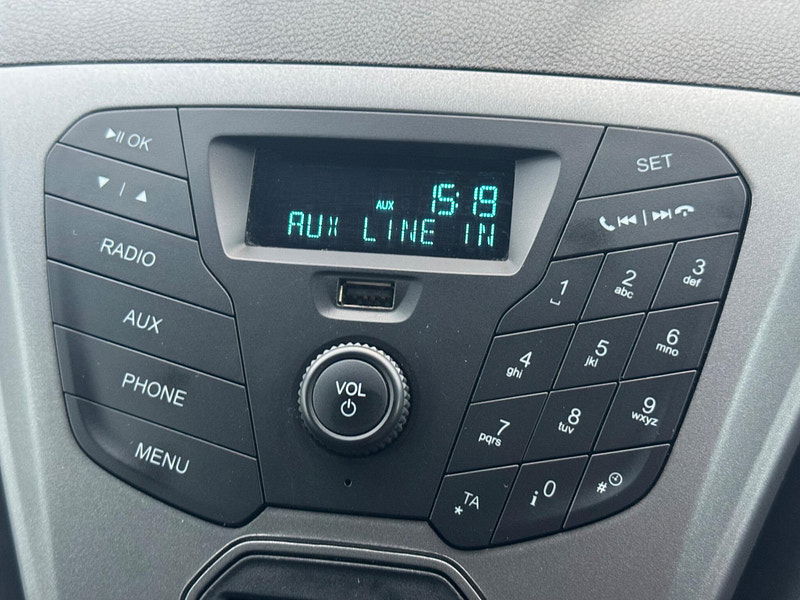 OK
RADIO
AUX
PHONE
MENU
AUX 15:19
AUX LINE IN
VOL
SET
1
2
abc
3
def
4
ghi
5
jkl
6
mno
7
pqrs
8
tuv
9
wxyz
* TA
i 0
#